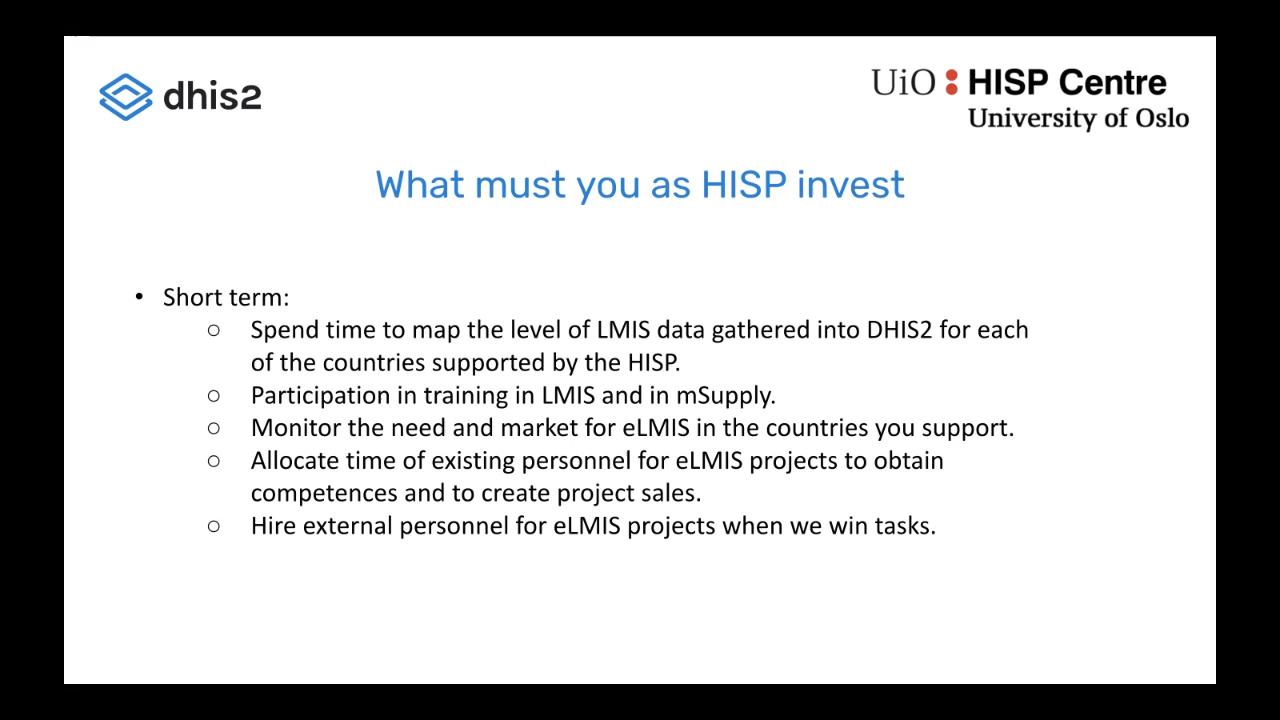 dhis2
UiO : HISP Centre
University of Oslo
What must you as HISP invest
• Short term:
○ Spend time to map the level of LMIS data gathered into DHIS2 for each
of the countries supported by the HISP.
○ Participation in training in LMIS and in mSupply.
○ Monitor the need and market for eLMIS in the countries you support.
○ Allocate time of existing personnel for eLMIS projects to obtain
competences and to create project sales.
○ Hire external personnel for eLMIS projects when we win tasks.